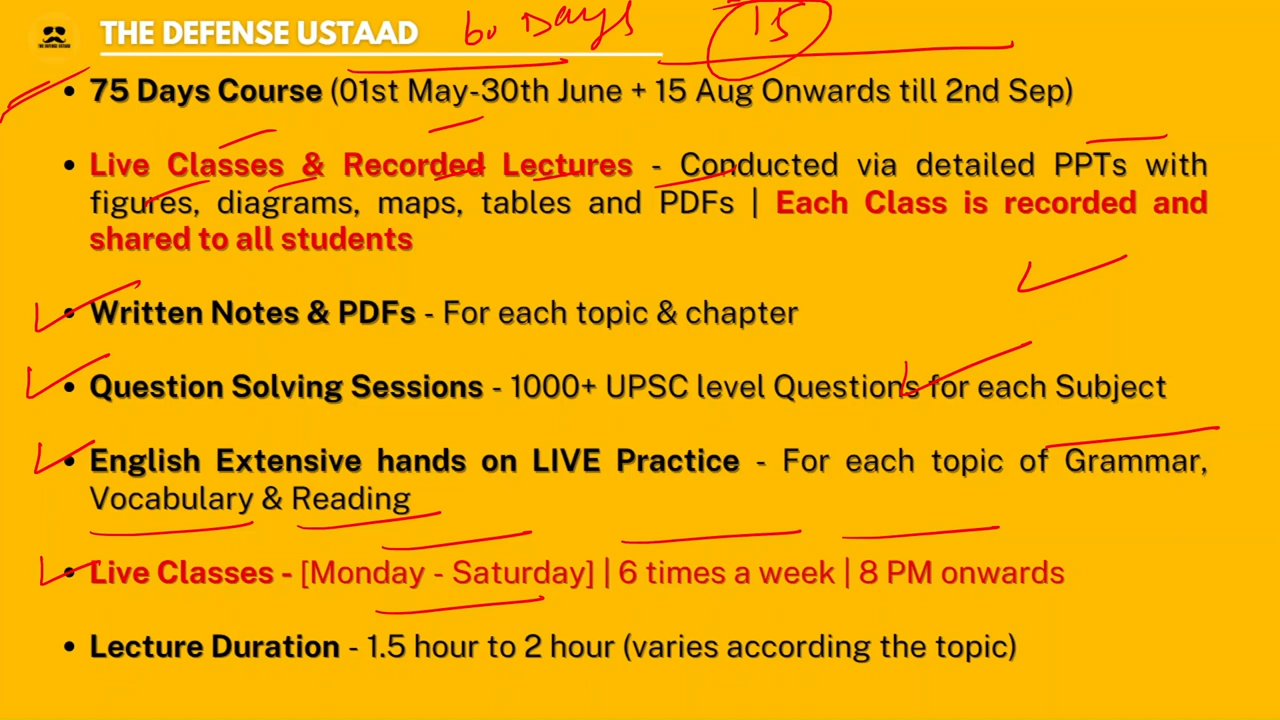 THE DEFENSE USTAAD
60 Days
15
THE DEFENSE USTAAD
• 75 Days Course (01st May-30th June + 15 Aug Onwards till 2nd Sep)
• Live Classes & Recorded Lectures - Conducted via detailed PPTs with
figures, diagrams, maps, tables and PDFs | Each Class is recorded and
shared to all students
• Written Notes & PDFs - For each topic & chapter
• Question Solving Sessions - 1000+ UPSC level Questions for each Subject
• English Extensive hands on LIVE Practice - For each topic of Grammar,
Vocabulary & Reading
• Live Classes - [Monday - Saturday] | 6 times a week | 8 PM onwards
• Lecture Duration - 1.5 hour to 2 hour (varies according the topic)